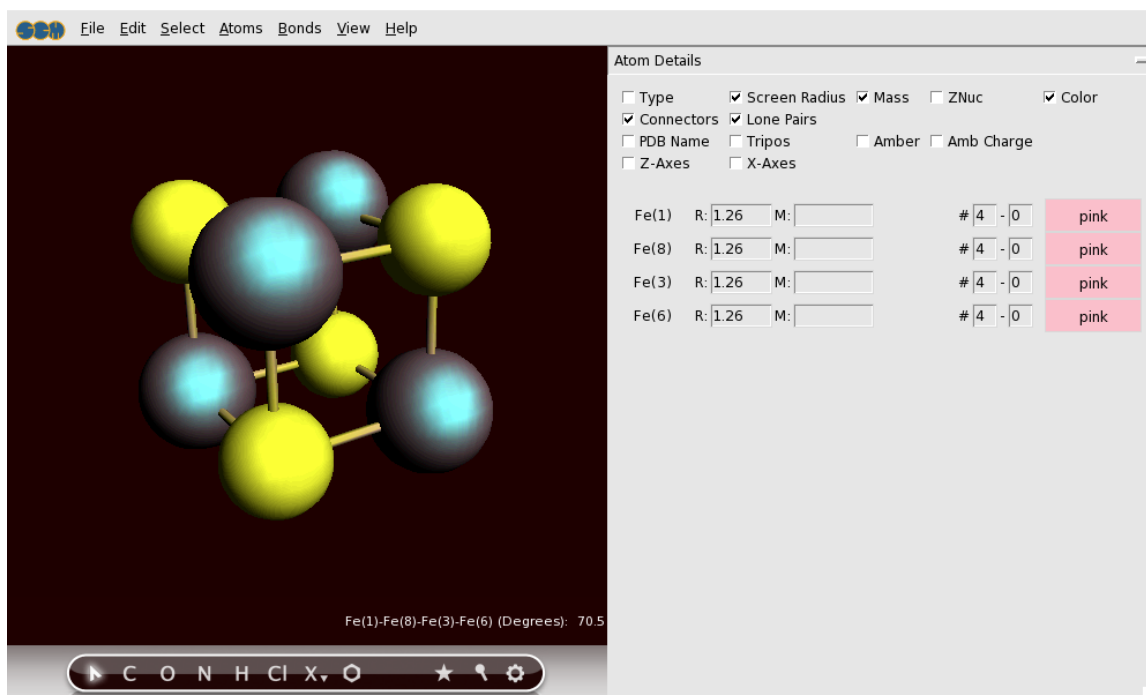 SCM File Edit Select Atoms Bonds View Help
Atom Details
Type Screen Radius Mass ZNuc Color
Connectors Lone Pairs
PDB Name Tripos Amber Amb Charge
Z-Axes X-Axes
Fe(1) R: 1.26 M: # 4 - 0 pink
Fe(8) R: 1.26 M: # 4 - 0 pink
Fe(3) R: 1.26 M: # 4 - 0 pink
Fe(6) R: 1.26 M: # 4 - 0 pink
Fe(1)-Fe(8)-Fe(3)-Fe(6) (Degrees): 70.5
C O N H Cl X